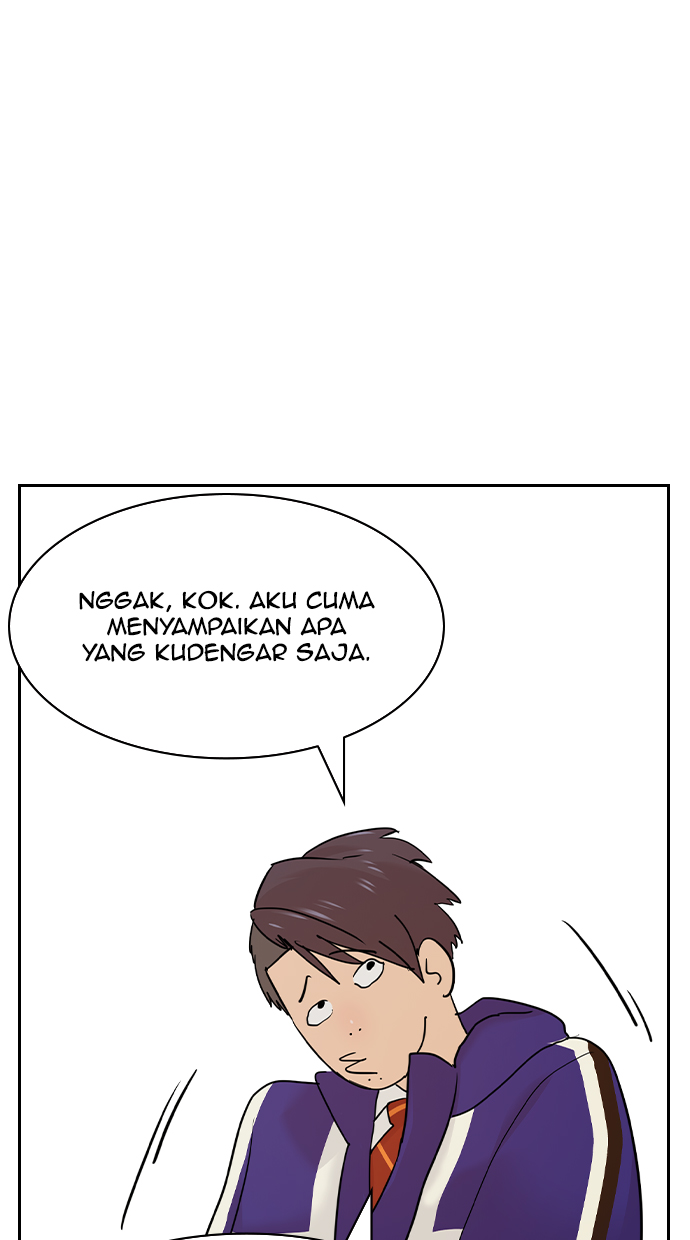 NGGAK, KOK. AKU CUMA
MENYAMPAIKAN APA
YANG KUDENGAR SAJA.